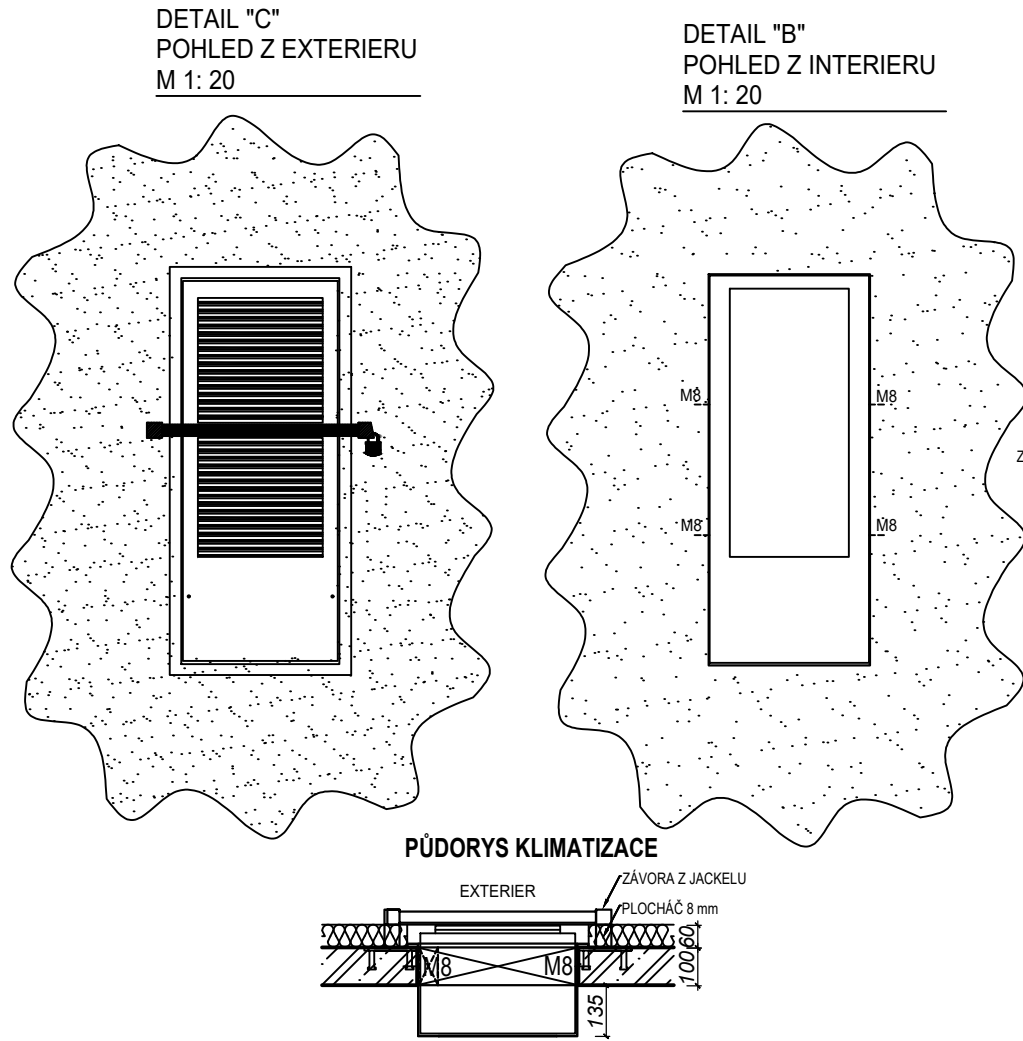 DETAIL "C"
POHLED Z EXTERIERU
M 1: 20
DETAIL "B"
POHLED Z INTERIERU
M 1: 20
M8
M8
Z
M8
M8
PŮDORYS KLIMATIZACE
EXTERIER
ZÁVORA Z JACKELU
PLOCHÁČ 8 mm
60
100
M8
M8
135